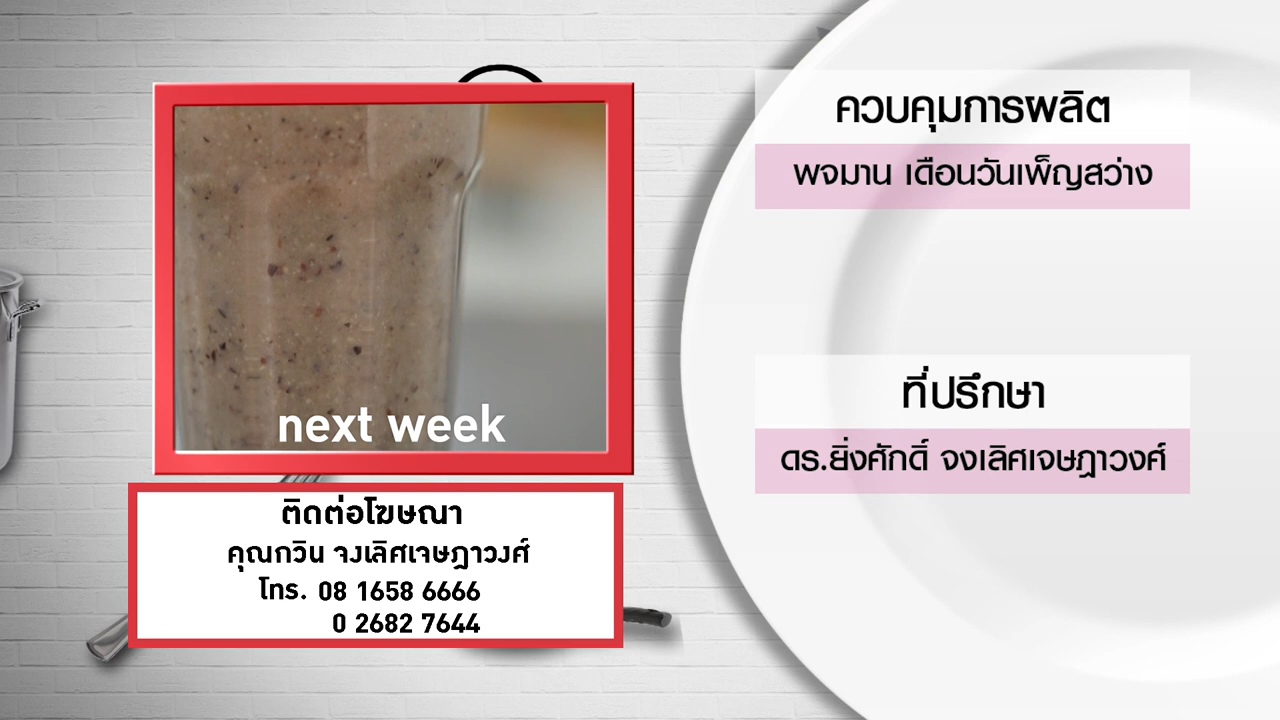 next week
ติดต่อโฆษณา
คุณกวิน จงเลิศเจษฎาวงศ์
โทร. 08 1658 6666
0 2682 7644
ควบคุมการผลิต
พจมาน เดือนวันเพ็ญสว่าง
ที่ปรึกษา
ดร.ยิ่งศักดิ์ จงเลิศเจษฎาวงศ์